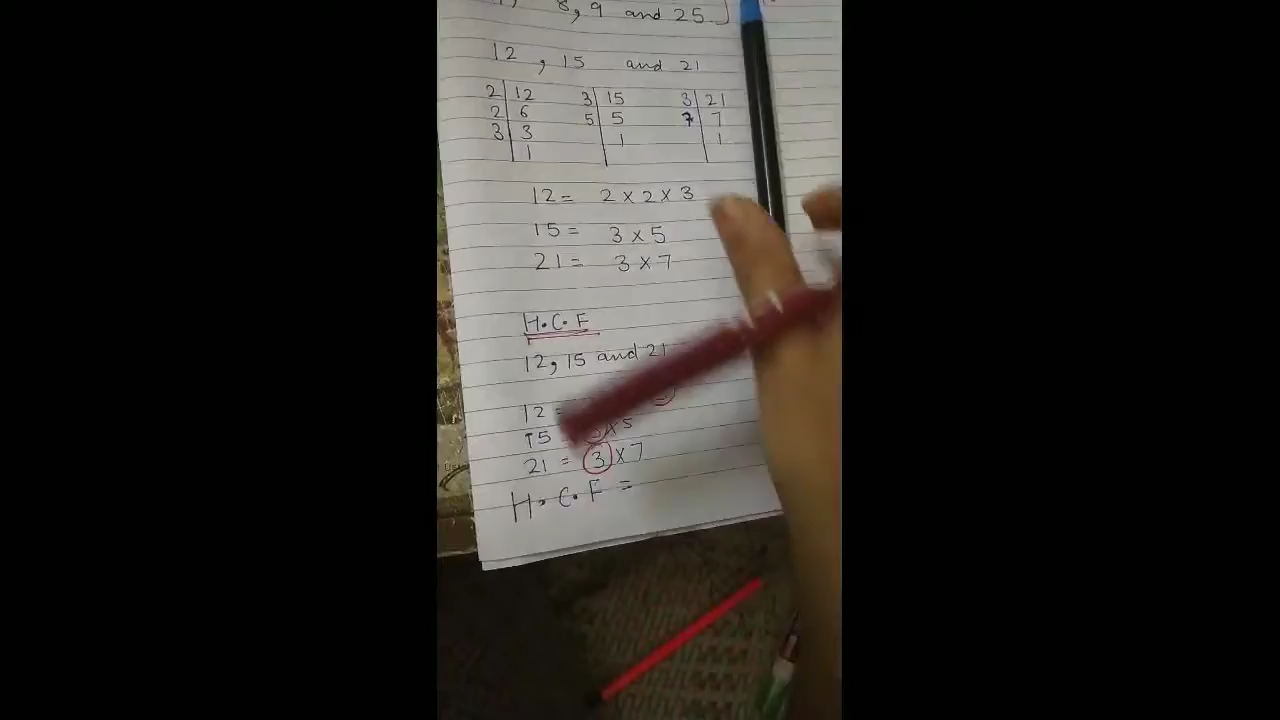 8, 9 and 25
12 , 15 and 21
2 12 3 15 3 21
2 6 5 5 7 7
3 3 1 1
1
12 = 2 x 2 x 3
15 = 3 x 5
21 = 3 x 7
H.C.F
12, 15 and 21
12 =
15 3 x 5
21 = 3 x 7
H.C.F =